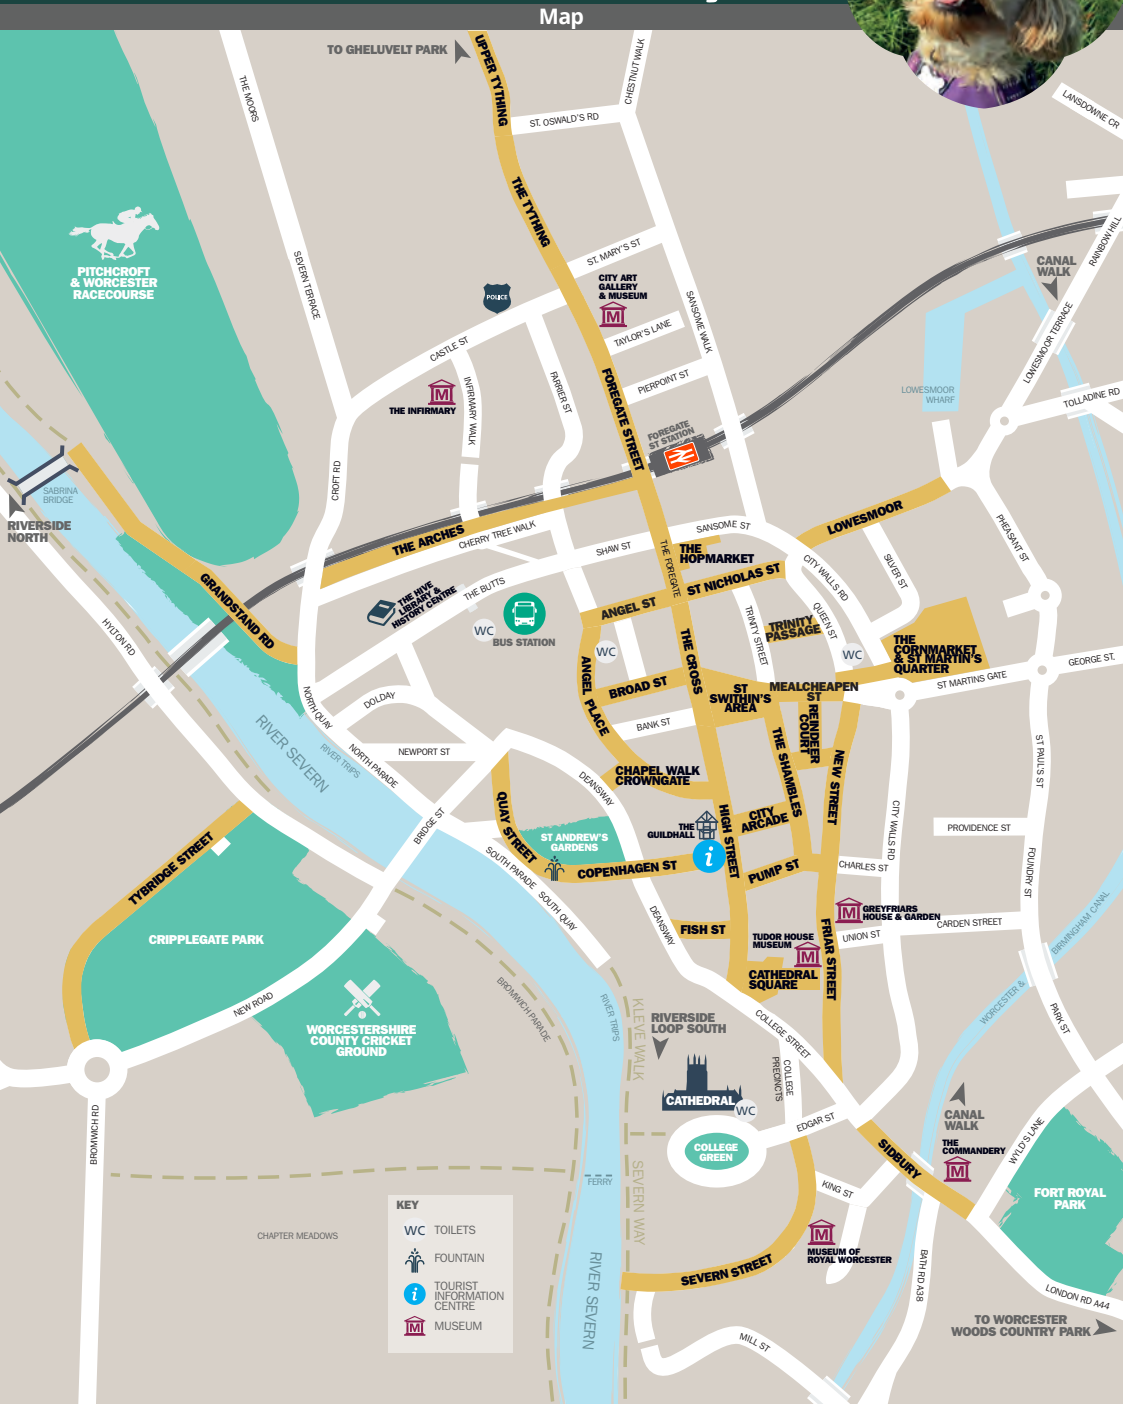 Map
TO GHELUVELT PARK
UPPER TYTHING
CHESTNUT WALK
THE MOORS
ST. OSWALD'S RD
LANSDOWNE CR
THE TYTHING
PITCHCROFT
& WORCESTER
RACECOURSE
SEVERN TERRACE
ST. MARY'S ST
CITY ART
GALLERY
& MUSEUM
M
POLICE
SANSOME WALK
TAYLOR'S LANE
CANAL
WALK
RAINBOW HILL
LOWESMOOR TERRACE
CASTLE ST
INFIRMARY WALK
FARRIER ST
FOREGATE STREET
PIERPOINT ST
M
THE INFIRMARY
LOWESMOOR
WHARF
TOLLADINE RD
FOREGATE
ST STATION
CROFT RD
SABRINA
BRIDGE
RIVERSIDE
NORTH
THE ARCHES
CHERRY TREE WALK
SHAW ST
SANSOME ST
LOWESMOOR
PHEASANT ST
THE FOREGATE
THE
HOPMARKET
ST NICHOLAS ST
CITY WALLS RD
SILVER ST
THE HIVE
LIBRARY &
HISTORY CENTRE
THE BUTTS
WC
BUS STATION
ANGEL ST
GRANDSTAND RD
HYLTON RD
TRINITY STREET
TRINITY
PASSAGE
QUEEN ST
WC
WC
THE
CORNMARKET
& ST MARTIN'S
QUARTER
GEORGE ST.
ST MARTINS GATE
THE CROSS
ANGEL PLACE
BROAD ST
ST
SWITHIN'S
AREA
MEALCHEAPEN
ST
REINDEER
COURT
NORTH QUAY
DOLDAY
BANK ST
RIVER SEVERN
RIVER TRIPS
NORTH PARADE
NEWPORT ST
DEANSWAY
CHAPEL WALK
CROWNGATE
THE SHAMBLES
NEW STREET
ST PAUL'S ST
QUAY STREET
BRIDGE ST
ST ANDREW'S
GARDENS
THE
GUILDHALL
i
HIGH STREET
CITY
ARCADE
CITY WALLS RD
PROVIDENCE ST
TYBRIDGE STREET
SOUTH PARADE
SOUTH QUAY
COPENHAGEN ST
PUMP ST
CHARLES ST
FOUNDRY ST
CRIPPLEGATE PARK
DEANSWAY
FISH ST
M
GREYFRIARS
HOUSE & GARDEN
CARDEN STREET
UNION ST
TUDOR HOUSE
MUSEUM
M
FRIAR STREET
WORCESTER &
BIRMINGHAM CANAL
CATHEDRAL
SQUARE
NEW ROAD
WORCESTERSHIRE
COUNTY CRICKET
GROUND
BROMWICH PARADE
RIVER TRIPS
KLEVE WALK
RIVERSIDE
LOOP SOUTH
COLLEGE STREET
COLLEGE
PRECINCTS
PARK ST
CATHEDRAL
WC
COLLEGE
GREEN
EDGAR ST
CANAL
WALK
THE
COMMANDERY
M
WYLD'S LANE
SIDBURY
BROMWICH RD
FERRY
SEVERN WAY
KING ST
FORT ROYAL
PARK
CHAPTER MEADOWS
M
MUSEUM OF
ROYAL WORCESTER
SEVERN STREET
RIVER SEVERN
BATH RD A38
LONDON RD A44
TO WORCESTER
WOODS COUNTRY PARK
MILL ST
KEY
WC TOILETS
FOUNTAIN
i TOURIST
INFORMATION
CENTRE
M MUSEUM